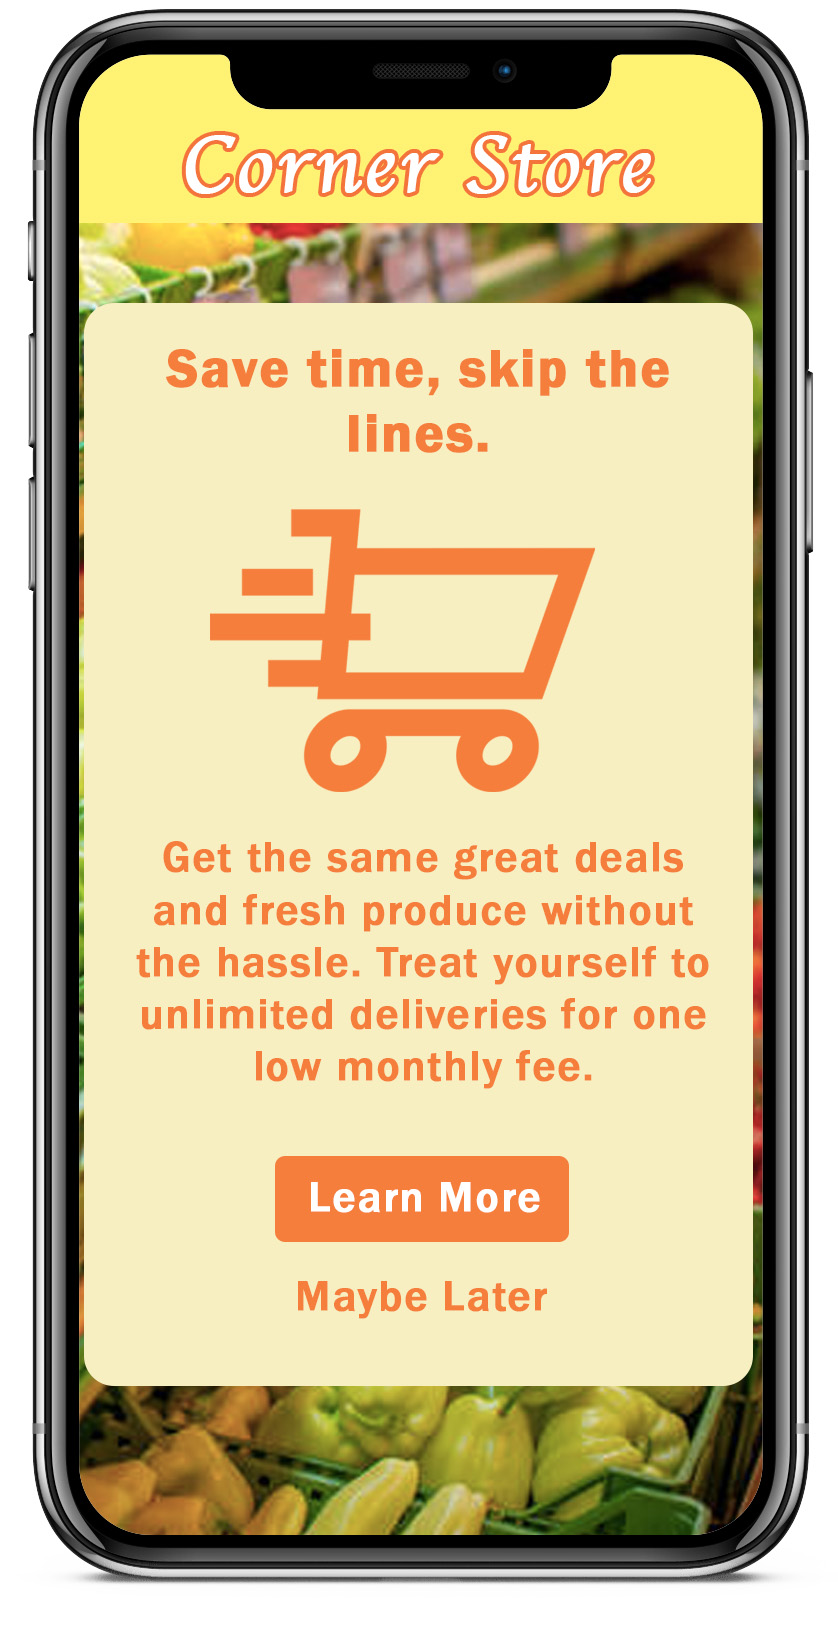 Corner Store
Save time, skip the
lines.
Get the same great deals
and fresh produce without
the hassle. Treat yourself to
unlimited deliveries for one
low monthly fee.
Learn More
Maybe Later